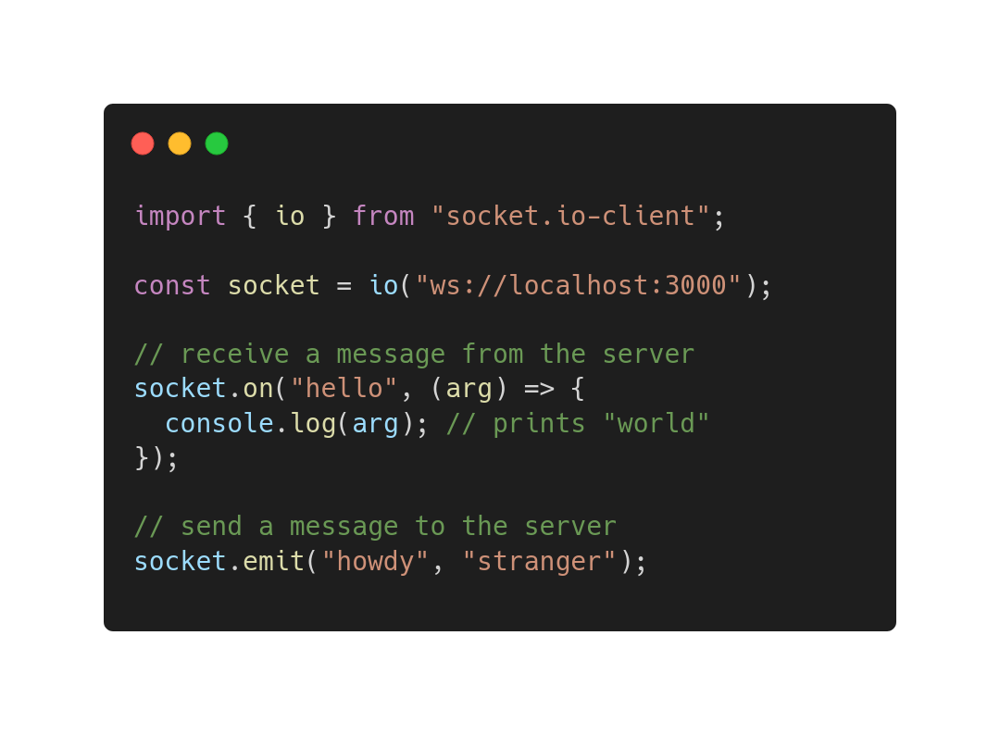 import { io } from "socket.io-client";
const socket = io("ws://localhost:3000");
// receive a message from the server
socket.on("hello", (arg) => {
  console.log(arg); // prints "world"
});
// send a message to the server
socket.emit("howdy", "stranger");